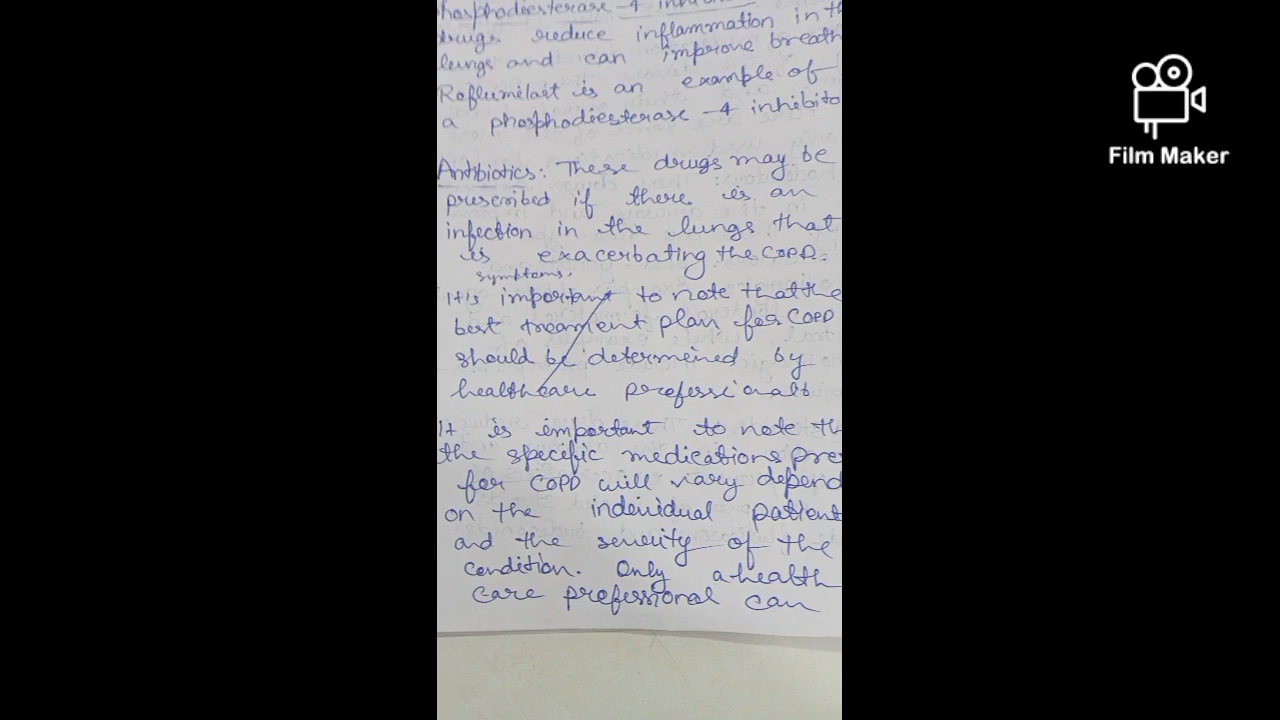 phosphodiesterase -4
drugs reduce inflammation in th
lungs and can improve breath
Roflumilast is an example of
a phosphodiesterase -4 inhibito
Antibiotics: These drugs may be
prescribed if there is an
infection in the lungs that
is exacerbating the COPD.
symptoms.
It's important to note that the
best treament plan for COPD
should be determined by
healthcare professionals
It is important to note th
the specific medications pre
for COPD will vary depend
on the individual patient
and the severity of the
condition. Only a health
care professional can
Film Maker